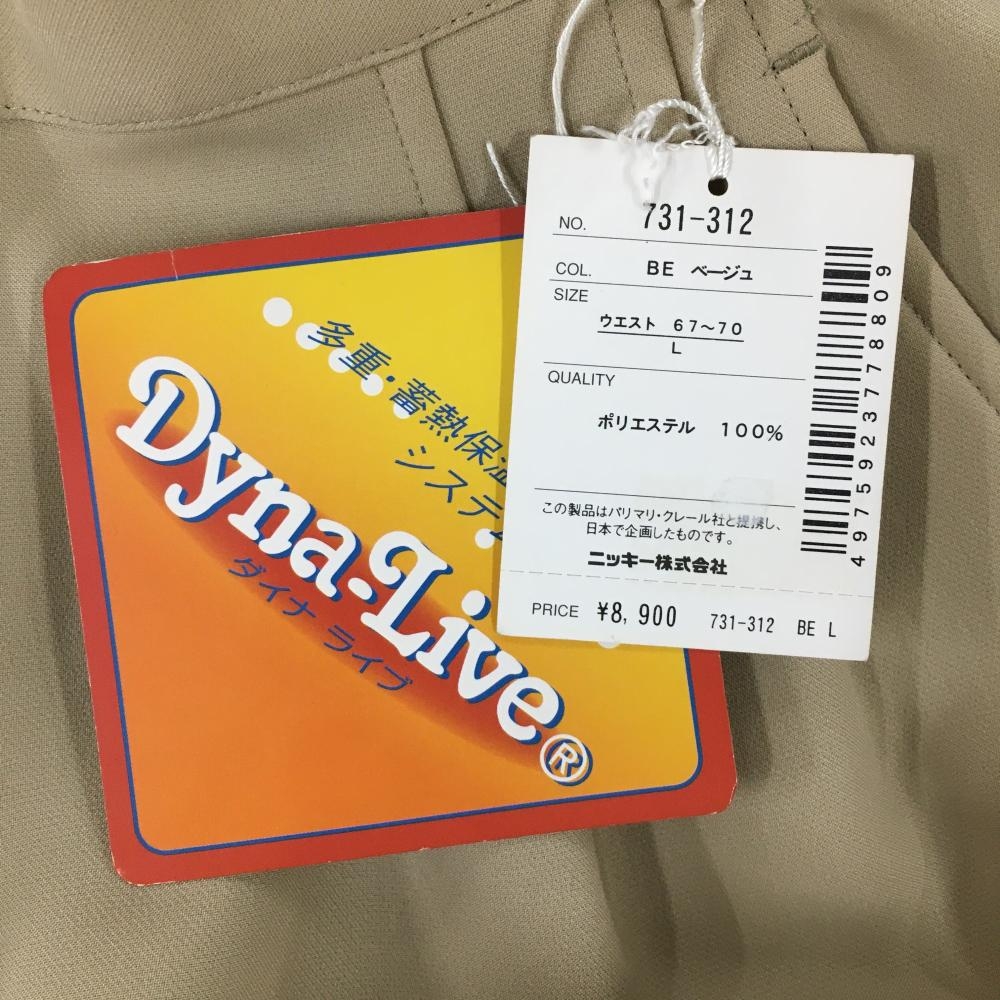 多重・蓄熱保温
システム
Dyna-Live®
ダイナ ライブ
NO. 731-312
COL. BE ベージュ
SIZE
ウエスト 67～70
L
QUALITY
ポリエステル 100%
この製品はパリマリ・クレール社と提携し、
日本で企画したものです。
ニッキー株式会社
PRICE ¥8,900 731-312 BE L
4975923778809